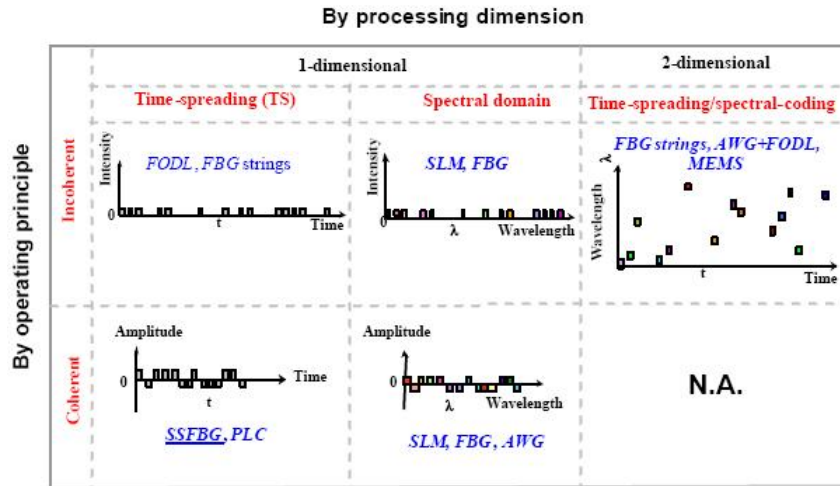 By processing dimension
1-dimensional
2-dimensional
Time-spreading (TS)
Spectral domain
Time-spreading/spectral-coding
By operating principle
Incoherent
FODL, FBG strings
Intensity
0
t
Time
SLM, FBG
Intensity
0
λ
Wavelength
FBG strings, AWG+FODL,
MEMS
λ
Wavelength
t
Time
Coherent
Amplitude
0
Time
t
SSFBG, PLC
Amplitude
0
λ
Wavelength
SLM, FBG, AWG
N.A.